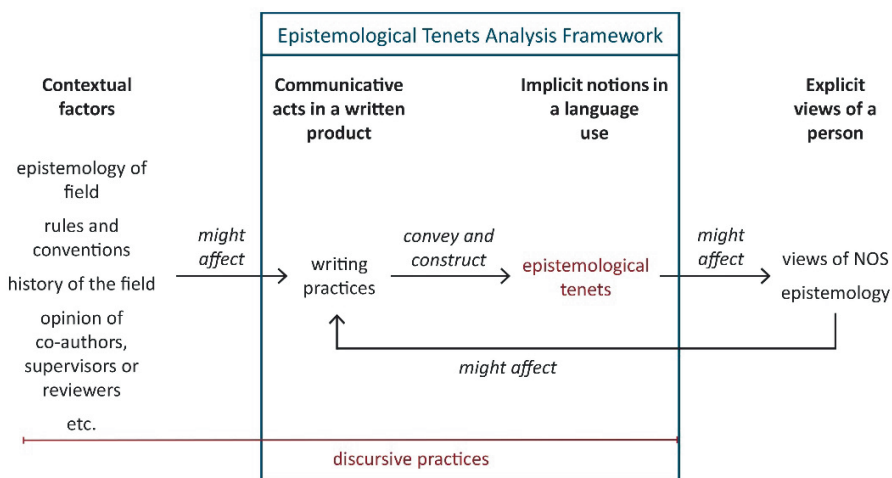 Epistemological Tenets Analysis Framework
Contextual
factors
Communicative
acts in a written
product
Implicit notions in
a language
use
Explicit
views of a
person
epistemology of
field
rules and
conventions
history of the field
opinion of
co-authors,
supervisors or
reviewers
etc.
might
affect
writing
practices
convey and
construct
epistemological
tenets
might
affect
views of NOS
epistemology
might affect
discursive practices